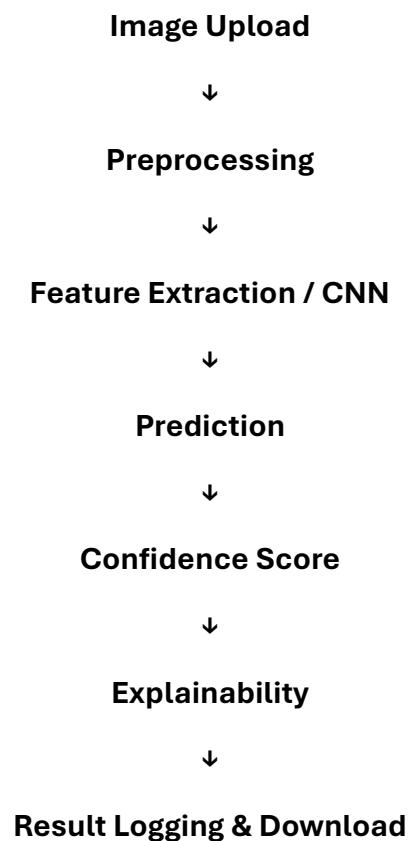 Image Upload
↓
Preprocessing
↓
Feature Extraction / CNN
↓
Prediction
↓
Confidence Score
↓
Explainability
↓
Result Logging & Download